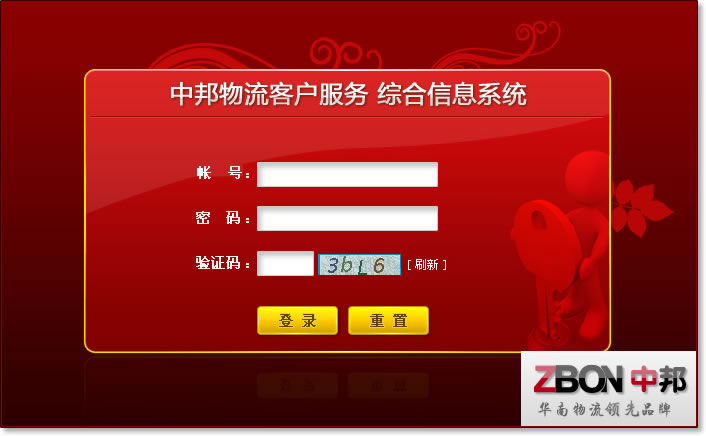 中邦物流客户服务 综合信息系统
帐 号：
密 码：
验证码： 3bL6 [ 刷新 ]
登 录 重 置
ZBON 中邦
华南物流领先品牌